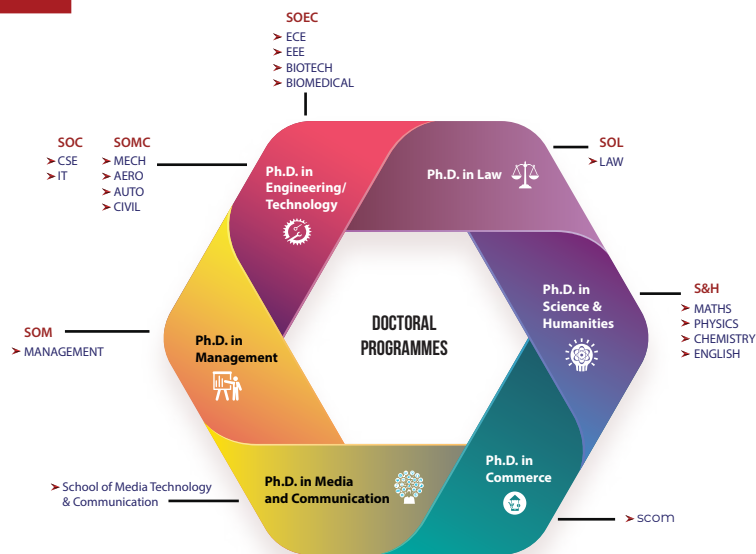 SOEC
ECE
EEE
BIOTECH
BIOMEDICAL
SOC
CSE
IT
SOMC
MECH
AERO
AUTO
CIVIL
SOL
LAW
Ph.D. in
Engineering/
Technology
Ph.D. in Law
S&H
MATHS
PHYSICS
CHEMISTRY
ENGLISH
Ph.D. in
Science &
Humanities
DOCTORAL
PROGRAMMES
SOM
MANAGEMENT
Ph.D. in
Management
School of Media Technology
& Communication
Ph.D. in Media
and Communication
Ph.D. in
Commerce
scom